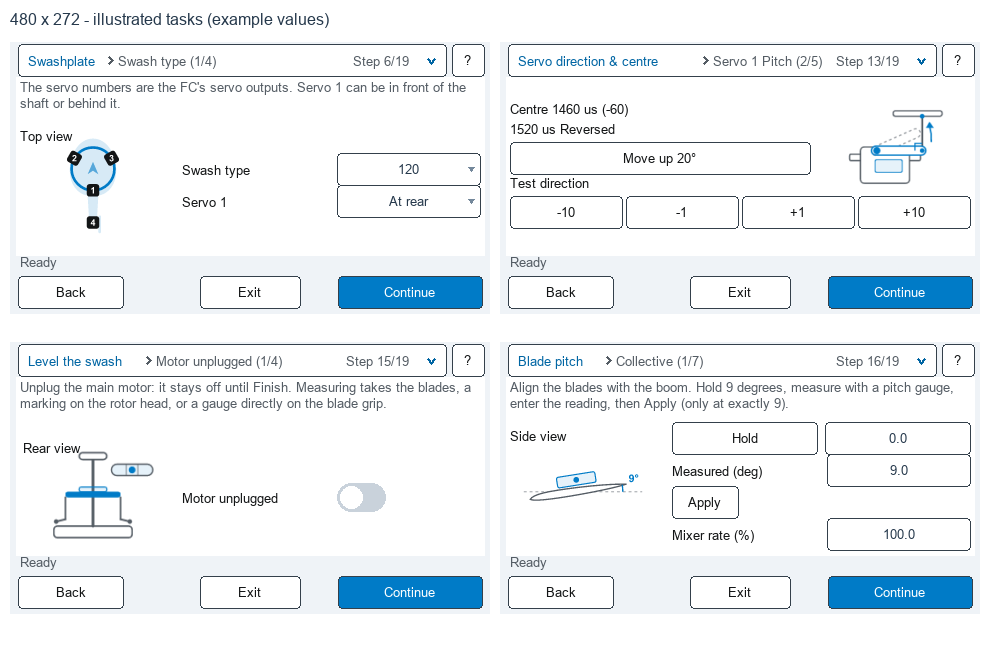 480 x 272 - illustrated tasks (example values)
Swashplate > Swash type (1/4) Step 6/19 ?
The servo numbers are the FC's servo outputs. Servo 1 can be in front of the
shaft or behind it.
Top view
2 3
1
4
Swash type 120
Servo 1 At rear
Ready
Back Exit Continue
Servo direction & centre > Servo 1 Pitch (2/5) Step 13/19 ?
Centre 1460 us (-60)
1520 us Reversed
Move up 20°
Test direction
-10 -1 +1 +10
Ready
Back Exit Continue
Level the swash > Motor unplugged (1/4) Step 15/19 ?
Unplug the main motor: it stays off until Finish. Measuring takes the blades, a
marking on the rotor head, or a gauge directly on the blade grip.
Rear view
Motor unplugged
Ready
Back Exit Continue
Blade pitch > Collective (1/7) Step 16/19 ?
Align the blades with the boom. Hold 9 degrees, measure with a pitch gauge,
enter the reading, then Apply (only at exactly 9).
Side view
9°
Hold 0.0
Measured (deg) 9.0
Apply
Mixer rate (%) 100.0
Ready
Back Exit Continue